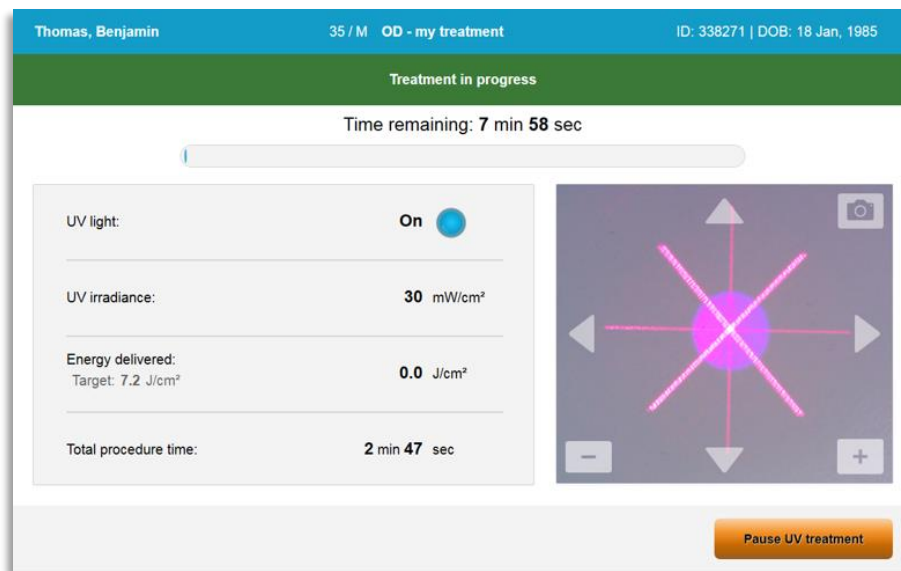 Thomas, Benjamin 35 / M OD - my treatment ID: 338271 | DOB: 18 Jan, 1985
Treatment in progress
Time remaining: 7 min 58 sec
UV light: On
UV irradiance: 30 mW/cm²
Energy delivered:
Target: 7.2 J/cm² 0.0 J/cm²
Total procedure time: 2 min 47 sec
Pause UV treatment